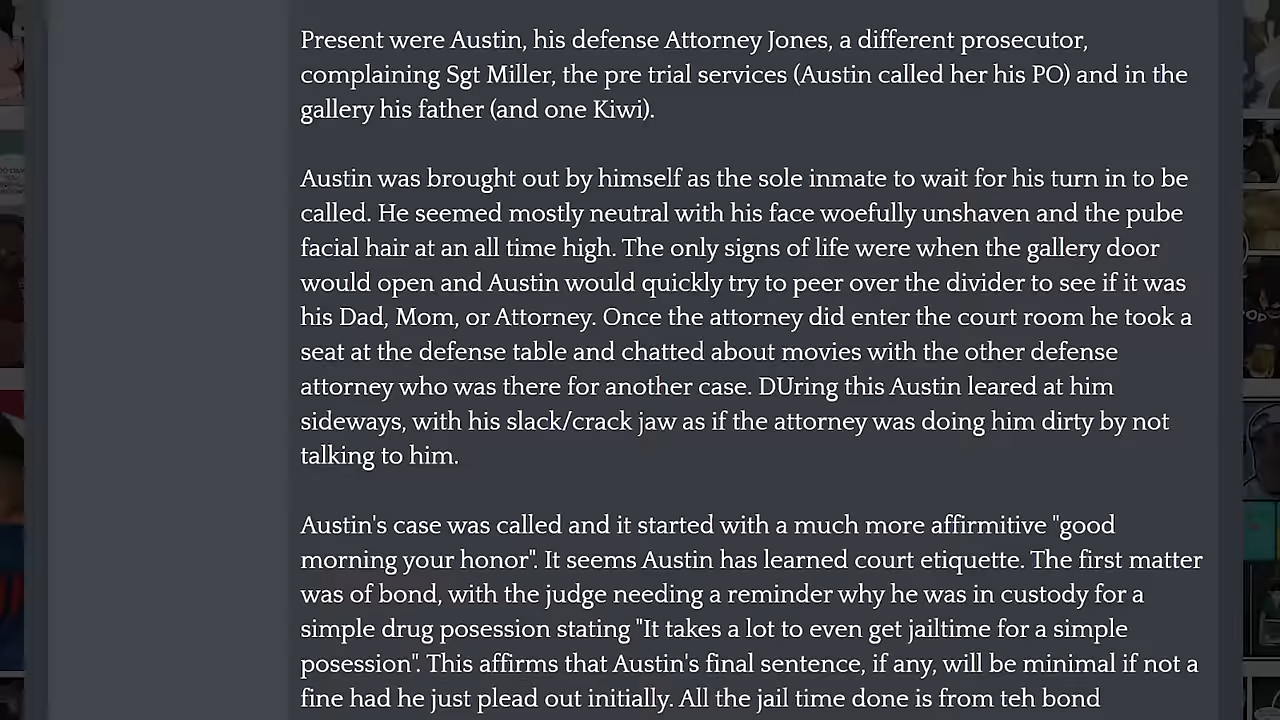 Present were Austin, his defense Attorney Jones, a different prosecutor,
complaining Sgt Miller, the pre trial services (Austin called her his PO) and in the
gallery his father (and one Kiwi).
Austin was brought out by himself as the sole inmate to wait for his turn in to be
called. He seemed mostly neutral with his face woefully unshaven and the pube
facial hair at an all time high. The only signs of life were when the gallery door
would open and Austin would quickly try to peer over the divider to see if it was
his Dad, Mom, or Attorney. Once the attorney did enter the court room he took a
seat at the defense table and chatted about movies with the other defense
attorney who was there for another case. DUring this Austin leared at him
sideways, with his slack/crack jaw as if the attorney was doing him dirty by not
talking to him.
Austin's case was called and it started with a much more affirmitive "good
morning your honor". It seems Austin has learned court etiquette. The first matter
was of bond, with the judge needing a reminder why he was in custody for a
simple drug posession stating "It takes a lot to even get jailtime for a simple
posession". This affirms that Austin's final sentence, if any, will be minimal if not a
fine had he just plead out initially. All the jail time done is from teh bond